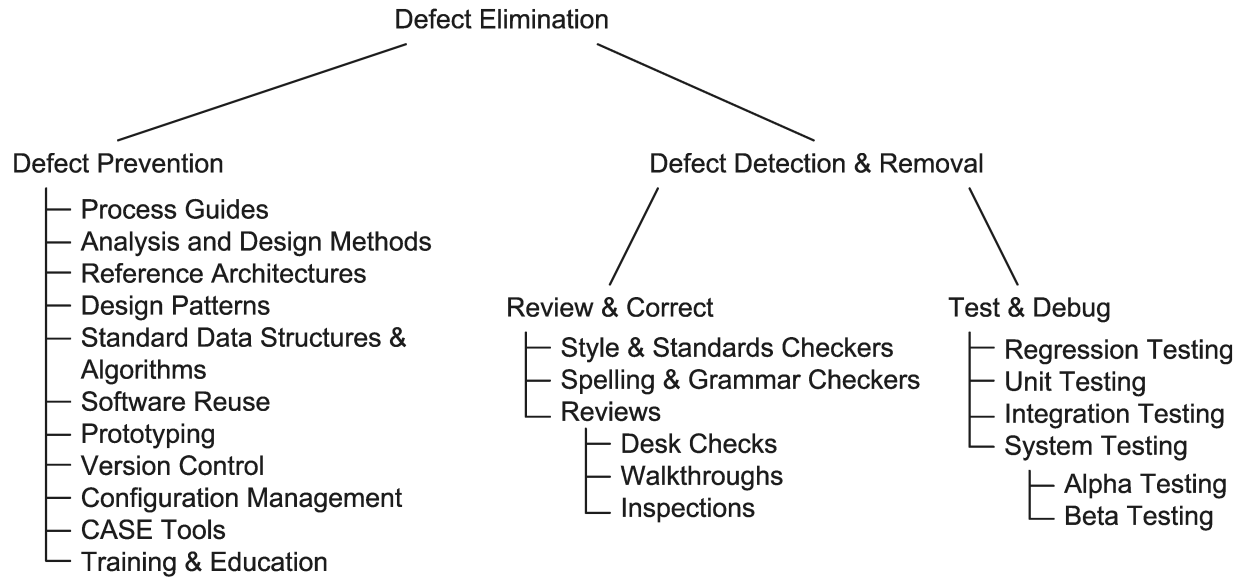 Defect Elimination
Defect Prevention
Process Guides
Analysis and Design Methods
Reference Architectures
Design Patterns
Standard Data Structures &
Algorithms
Software Reuse
Prototyping
Version Control
Configuration Management
CASE Tools
Training & Education
Defect Detection & Removal
Review & Correct
Style & Standards Checkers
Spelling & Grammar Checkers
Reviews
Desk Checks
Walkthroughs
Inspections
Test & Debug
Regression Testing
Unit Testing
Integration Testing
System Testing
Alpha Testing
Beta Testing